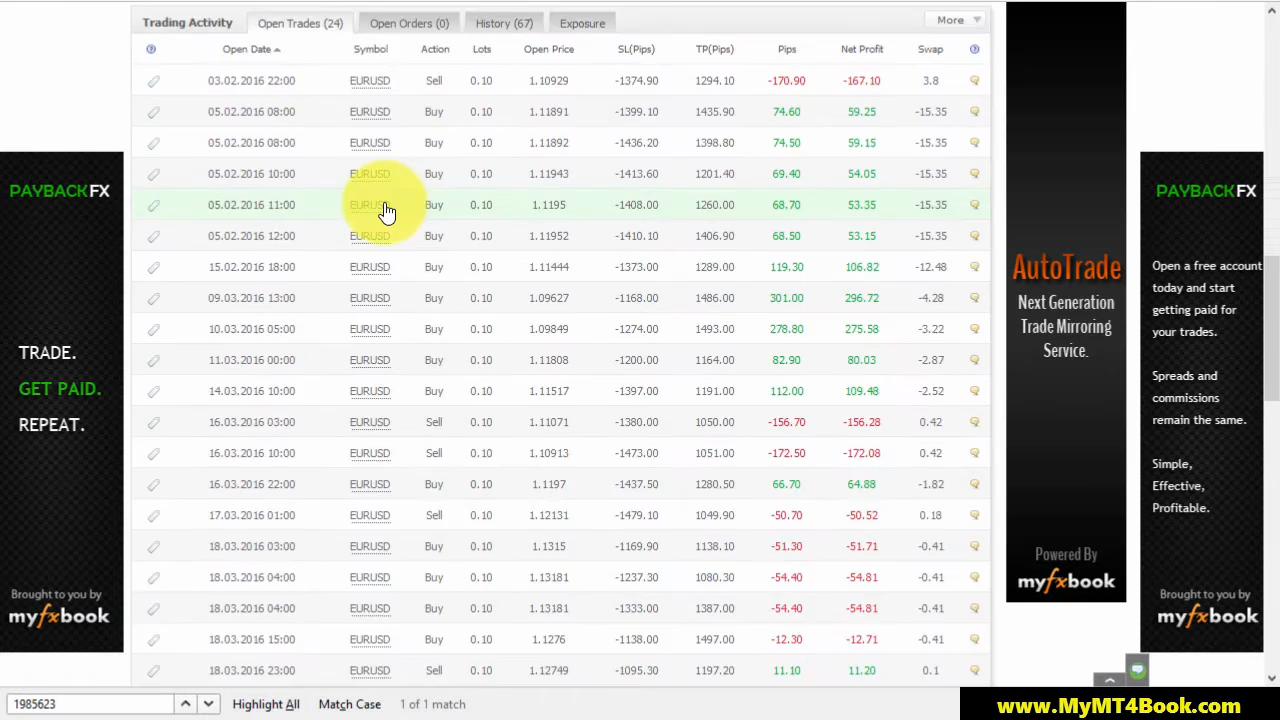 Trading Activity Open Trades (24) Open Orders (0) History (67) Exposure More
Open Date Symbol Action Lots Open Price SL(Pips) TP(Pips) Pips Net Profit Swap
03.02.2016 22:00 EURUSD Sell 0.10 1.10929 -1374.90 1294.10 -170.90 -167.10 3.8
05.02.2016 08:00 EURUSD Buy 0.10 1.11891 -1399.10 1435.90 74.60 59.25 -15.35
05.02.2016 08:00 EURUSD Buy 0.10 1.11892 -1436.20 1398.80 74.50 59.15 -15.35
05.02.2016 10:00 EURUSD Buy 0.10 1.11943 -1413.60 1201.40 69.40 54.05 -15.35
05.02.2016 11:00 EURUSD Buy 0.10 1.1195 -1408.00 1260.00 68.70 53.35 -15.35
05.02.2016 12:00 EURUSD Buy 0.10 1.11952 -1410.10 1406.90 68.50 53.15 -15.35
15.02.2016 18:00 EURUSD Buy 0.10 1.11444 -1373.00 1289.00 119.30 106.82 -12.48
09.03.2016 13:00 EURUSD Buy 0.10 1.09627 -1168.00 1486.00 301.00 296.72 -4.28
10.03.2016 05:00 EURUSD Buy 0.10 1.09849 -1274.00 1493.00 278.80 275.58 -3.22
11.03.2016 00:00 EURUSD Buy 0.10 1.11808 -1200.00 1164.00 82.90 80.03 -2.87
14.03.2016 10:00 EURUSD Buy 0.10 1.11517 -1397.00 1191.00 112.00 109.48 -2.52
16.03.2016 03:00 EURUSD Sell 0.10 1.11071 -1380.00 1050.00 -156.70 -156.28 0.42
16.03.2016 10:00 EURUSD Sell 0.10 1.10913 -1473.00 1051.00 -172.50 -172.08 0.42
16.03.2016 22:00 EURUSD Buy 0.10 1.1197 -1437.50 1280.50 66.70 64.88 -1.82
17.03.2016 01:00 EURUSD Sell 0.10 1.12131 -1479.10 1049.90 -50.70 -50.52 0.18
18.03.2016 03:00 EURUSD Buy 0.10 1.1315 -1169.90 1138.10 -51.30 -51.71 -0.41
18.03.2016 04:00 EURUSD Buy 0.10 1.13181 -1237.30 1080.30 -54.40 -54.81 -0.41
18.03.2016 04:00 EURUSD Buy 0.10 1.13181 -1333.00 1387.00 -54.40 -54.81 -0.41
18.03.2016 15:00 EURUSD Buy 0.10 1.1276 -1138.00 1497.00 -12.30 -12.71 -0.41
18.03.2016 23:00 EURUSD Sell 0.10 1.12749 -1095.30 1197.20 11.10 11.20 0.1
PAYBACKFX
TRADE.
GET PAID.
REPEAT.
Brought to you by
myfxbook
AutoTrade
Next Generation
Trade Mirroring
Service.
Powered By
myfxbook
PAYBACKFX
Open a free account
today and start
getting paid for
your trades.
Spreads and
commissions
remain the same.
Simple,
Effective,
Profitable.
Brought to you by
myfxbook
1985623 Highlight All Match Case 1 of 1 match
www.MyMT4Book.com